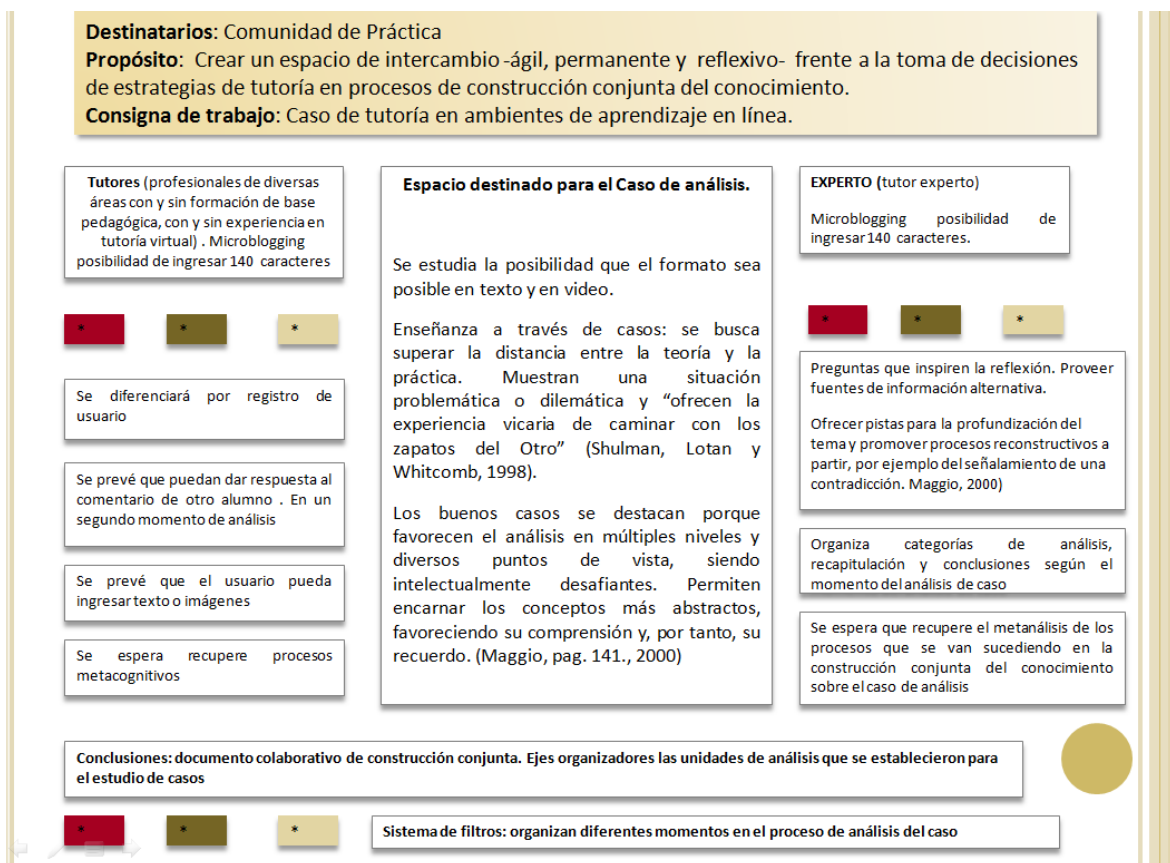 Destinatarios: Comunidad de Práctica
Propósito: Crear un espacio de intercambio -ágil, permanente y reflexivo- frente a la toma de decisiones
de estrategias de tutoría en procesos de construcción conjunta del conocimiento.
Consigna de trabajo: Caso de tutoría en ambientes de aprendizaje en línea.
Tutores (profesionales de diversas
áreas con y sin formación de base
pedagógica, con y sin experiencia en
tutoría virtual) . Microblogging
posibilidad de ingresar 140 caracteres
* * *
Se diferenciará por registro de
usuario
Se prevé que puedan dar respuesta al
comentario de otro alumno . En un
segundo momento de análisis
Se prevé que el usuario pueda
ingresar texto o imágenes
Se espera recupere procesos
metacognitivos
Espacio destinado para el Caso de análisis.
Se estudia la posibilidad que el formato sea
posible en texto y en video.
Enseñanza a través de casos: se busca
superar la distancia entre la teoría y la
práctica. Muestran una situación
problemática o dilemática y “ofrecen la
experiencia vicaria de caminar con los
zapatos del Otro” (Shulman, Lotan y
Whitcomb, 1998).
Los buenos casos se destacan porque
favorecen el análisis en múltiples niveles y
diversos puntos de vista, siendo
intelectualmente desafiantes. Permiten
encarnar los conceptos más abstractos,
favoreciendo su comprensión y, por tanto, su
recuerdo. (Maggio, pag. 141., 2000)
EXPERTO (tutor experto)
Microblogging posibilidad de
ingresar 140 caracteres.
* * *
Preguntas que inspiren la reflexión. Proveer
fuentes de información alternativa.
Ofrecer pistas para la profundización del
tema y promover procesos reconstructivos a
partir, por ejemplo del señalamiento de una
contradicción. Maggio, 2000)
Organiza categorías de análisis,
recapitulación y conclusiones según el
momento del análisis de caso
Se espera que recupere el metanálisis de los
procesos que se van sucediendo en la
construcción conjunta del conocimiento
sobre el caso de análisis
Conclusiones: documento colaborativo de construcción conjunta. Ejes organizadores las unidades de análisis que se establecieron para
el estudio de casos
* * *
Sistema de filtros: organizan diferentes momentos en el proceso de análisis del caso